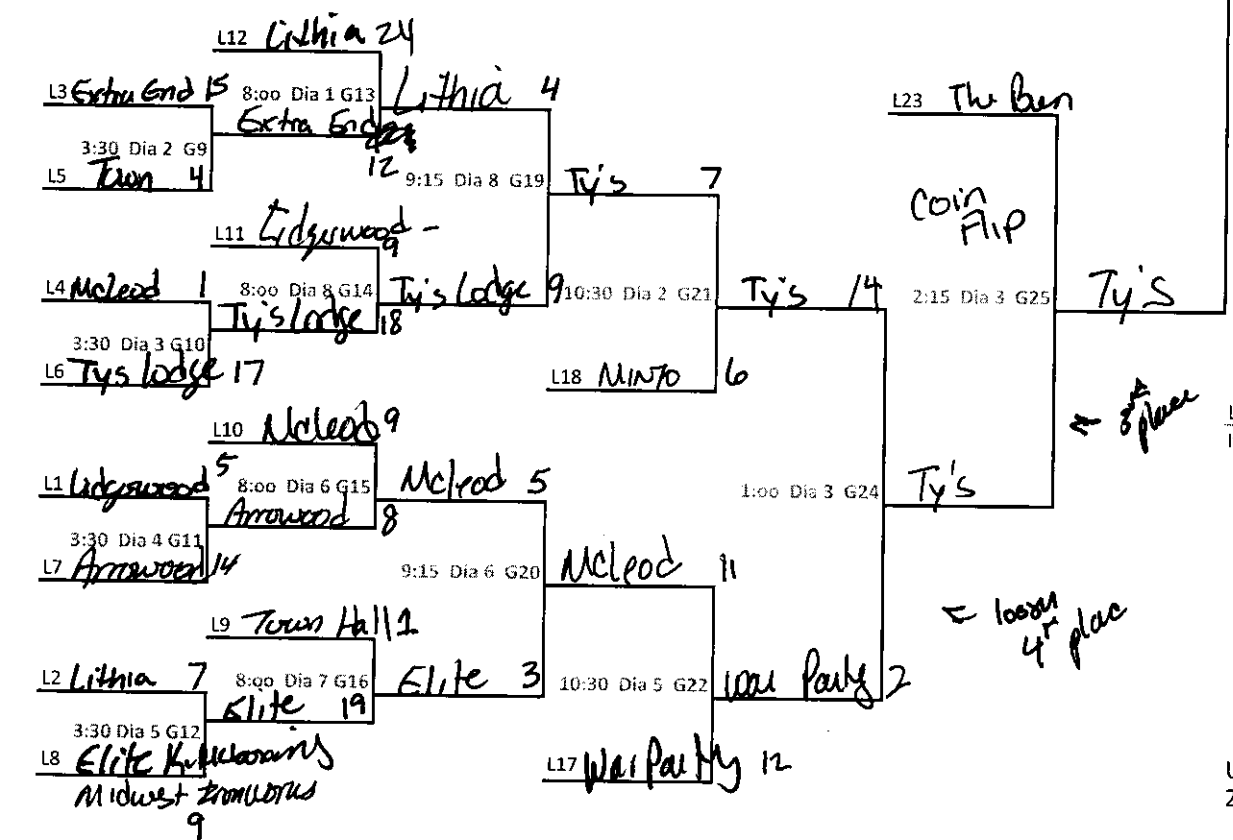 L12 Lithia 24
L3 Extra End 15
8:00 Dia 1 G13
Lithia 4
L23 The Barn
Extra End
12
3:30 Dia 2 G9
L5 Town 4
9:15 Dia 8 G19
Ty's 7
Coin
Flip
L11 Lidgerwood -
9
L4 Mcleod 1
8:00 Dia 8 G14
Ty's Lodge 9
10:30 Dia 2 G21
Ty's 14
2:15 Dia 3 G25
Ty's
Ty's Lodge 18
3:30 Dia 3 G10
L6 Tys lodge 17
L18 MINTO 6
← 3rd place
L10 Mcleod 9
L1 Lidgerwood 5
8:00 Dia 6 G15
Mcleod 5
1:00 Dia 3 G24
Ty's
Arrowood 8
3:30 Dia 4 G11
L7 Arrowood 14
9:15 Dia 6 G20
Mcleod 11
← loser
4th plac
L9 Town Hall 1
L2 Lithia 7
8:00 Dia 7 G16
Elite 3
10:30 Dia 5 G22
War Party 2
Elite 19
3:30 Dia 5 G12
L8 Elite
L17 War Party 12
Midwest Ironworks
9